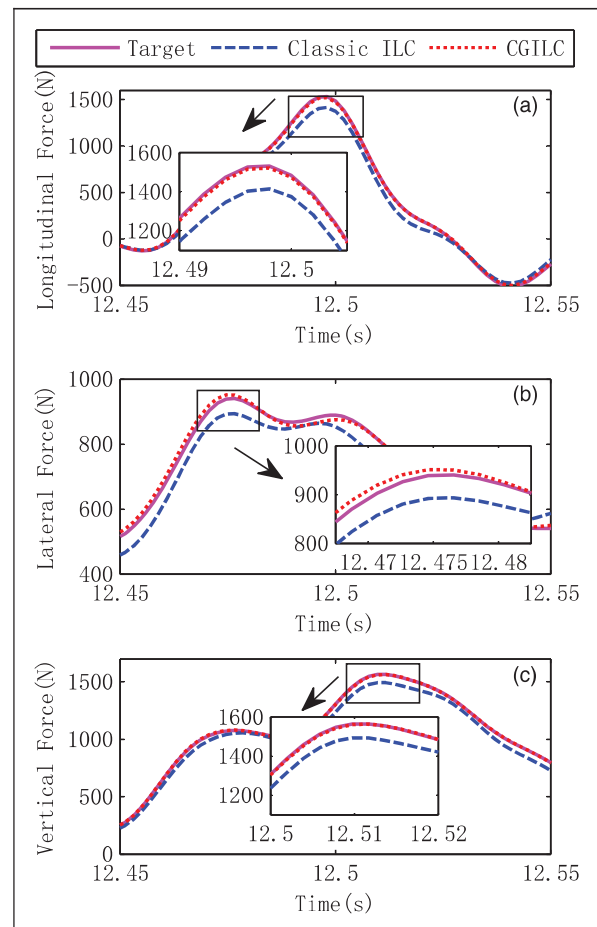 Target Classic ILC CGILC
(a)
Longitudinal Force(N)
1500
1000
500
0
−500
1600
1400
1200
12.49 12.5
12.45 12.5 12.55
Time(s)
(b)
Lateral Force(N)
1000
800
600
400
1000
900
800
12.47 12.475 12.48
12.45 12.5 12.55
Time(s)
(c)
Vertical Force(N)
1500
1000
500
0
1600
1400
1200
12.5 12.51 12.52
12.45 12.5 12.55
Time(s)